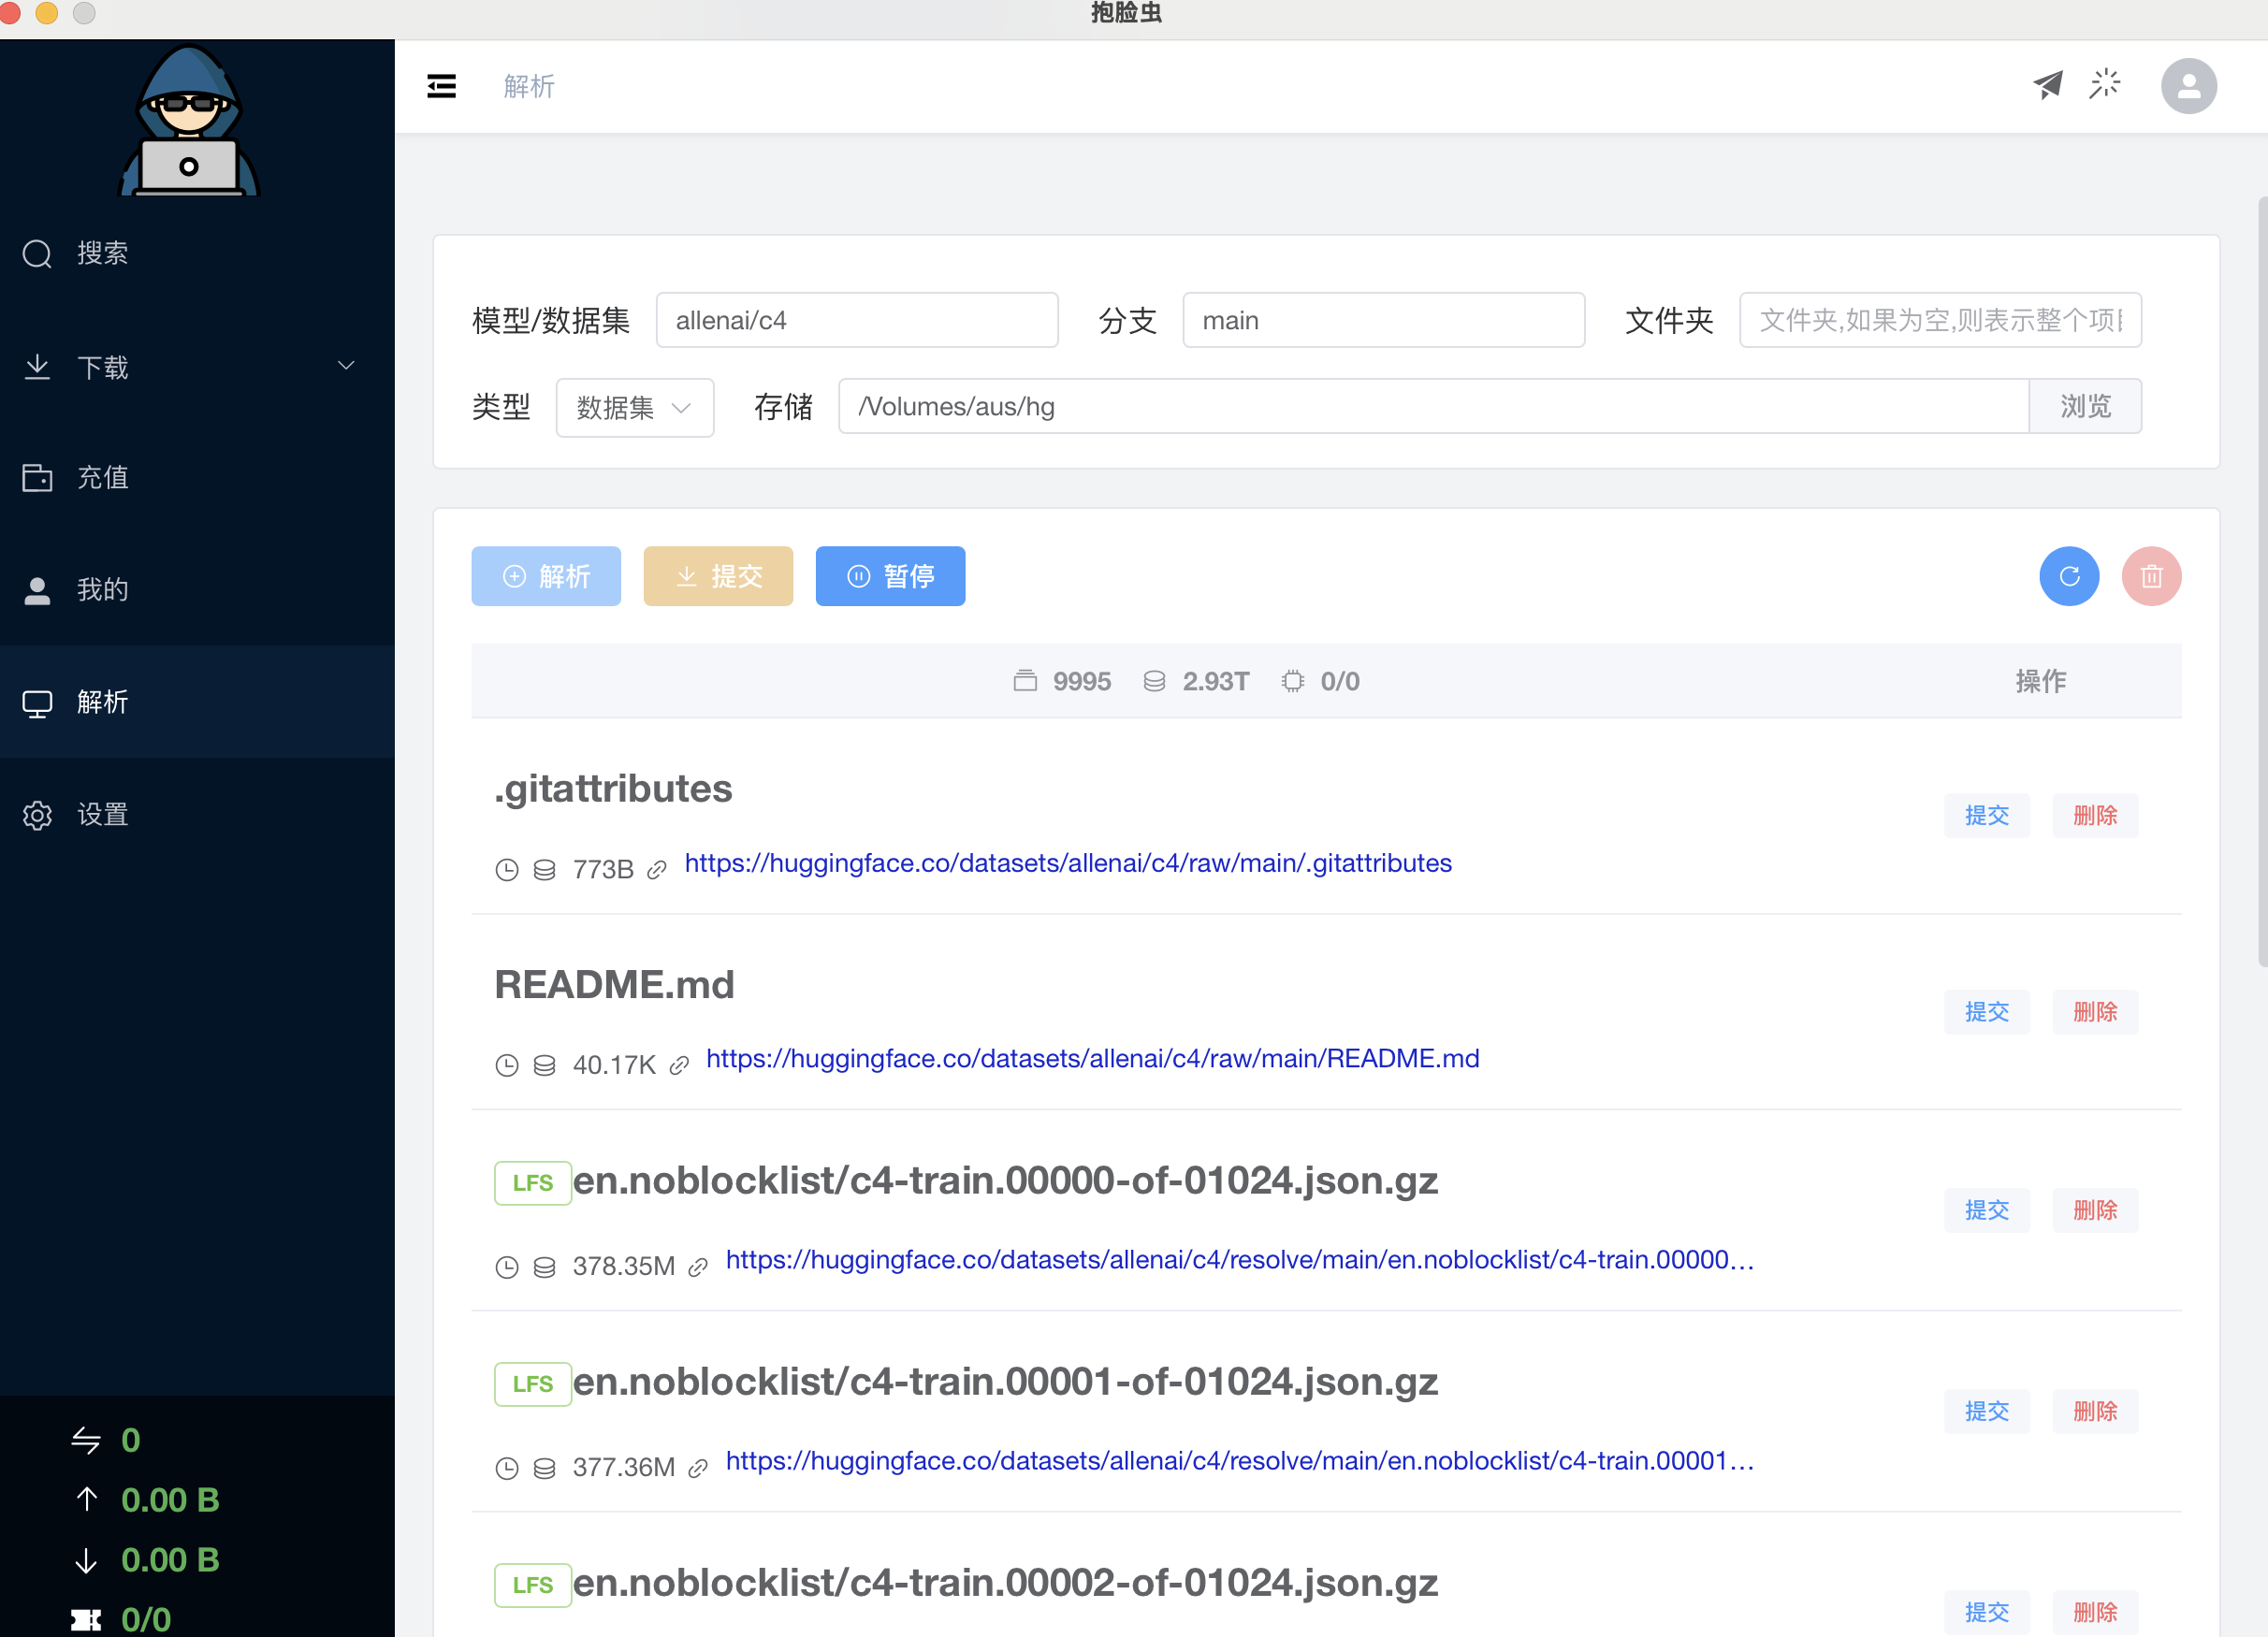 抱脸虫
解析
搜索
下载
充值
我的
解析
设置
0
0.00 B
0.00 B
0/0
模型/数据集 allenai/c4 分支 main 文件夹 文件夹,如果为空,则表示整个项
类型 数据集 存储 /Volumes/aus/hg 浏览
解析 提交 暂停
9995 2.93T 0/0 操作
.gitattributes
提交 删除
773B https://huggingface.co/datasets/allenai/c4/raw/main/.gitattributes
README.md
提交 删除
40.17K https://huggingface.co/datasets/allenai/c4/raw/main/README.md
LFS en.noblocklist/c4-train.00000-of-01024.json.gz
提交 删除
378.35M https://huggingface.co/datasets/allenai/c4/resolve/main/en.noblocklist/c4-train.00000…
LFS en.noblocklist/c4-train.00001-of-01024.json.gz
提交 删除
377.36M https://huggingface.co/datasets/allenai/c4/resolve/main/en.noblocklist/c4-train.00001…
LFS en.noblocklist/c4-train.00002-of-01024.json.gz
提交 删除